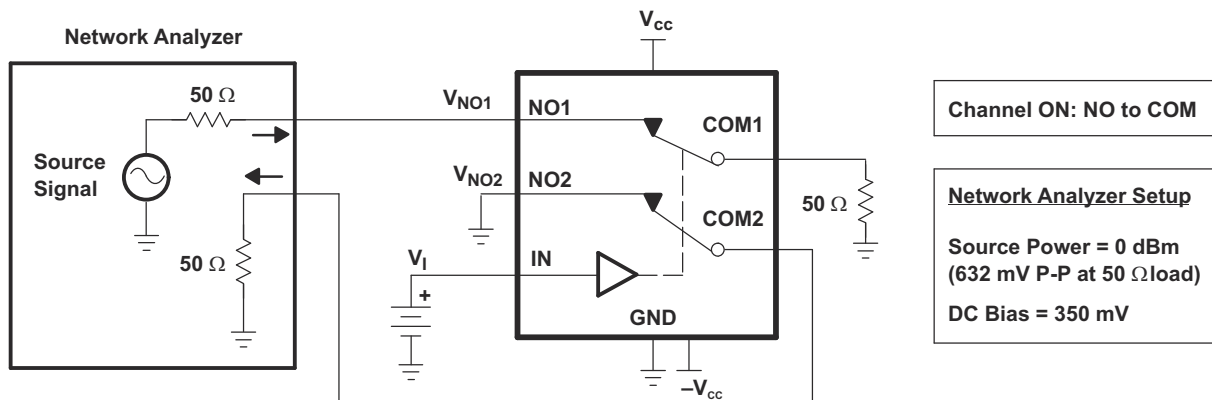 Network Analyzer
50 Ω
Source
Signal
50 Ω
V_NO1
V_NO2
V_I
V_cc
NO1
COM1
NO2
COM2
IN
GND
–V_cc
50 Ω
Channel ON: NO to COM
Network Analyzer Setup
Source Power = 0 dBm
(632 mV P-P at 50 Ω load)
DC Bias = 350 mV
+